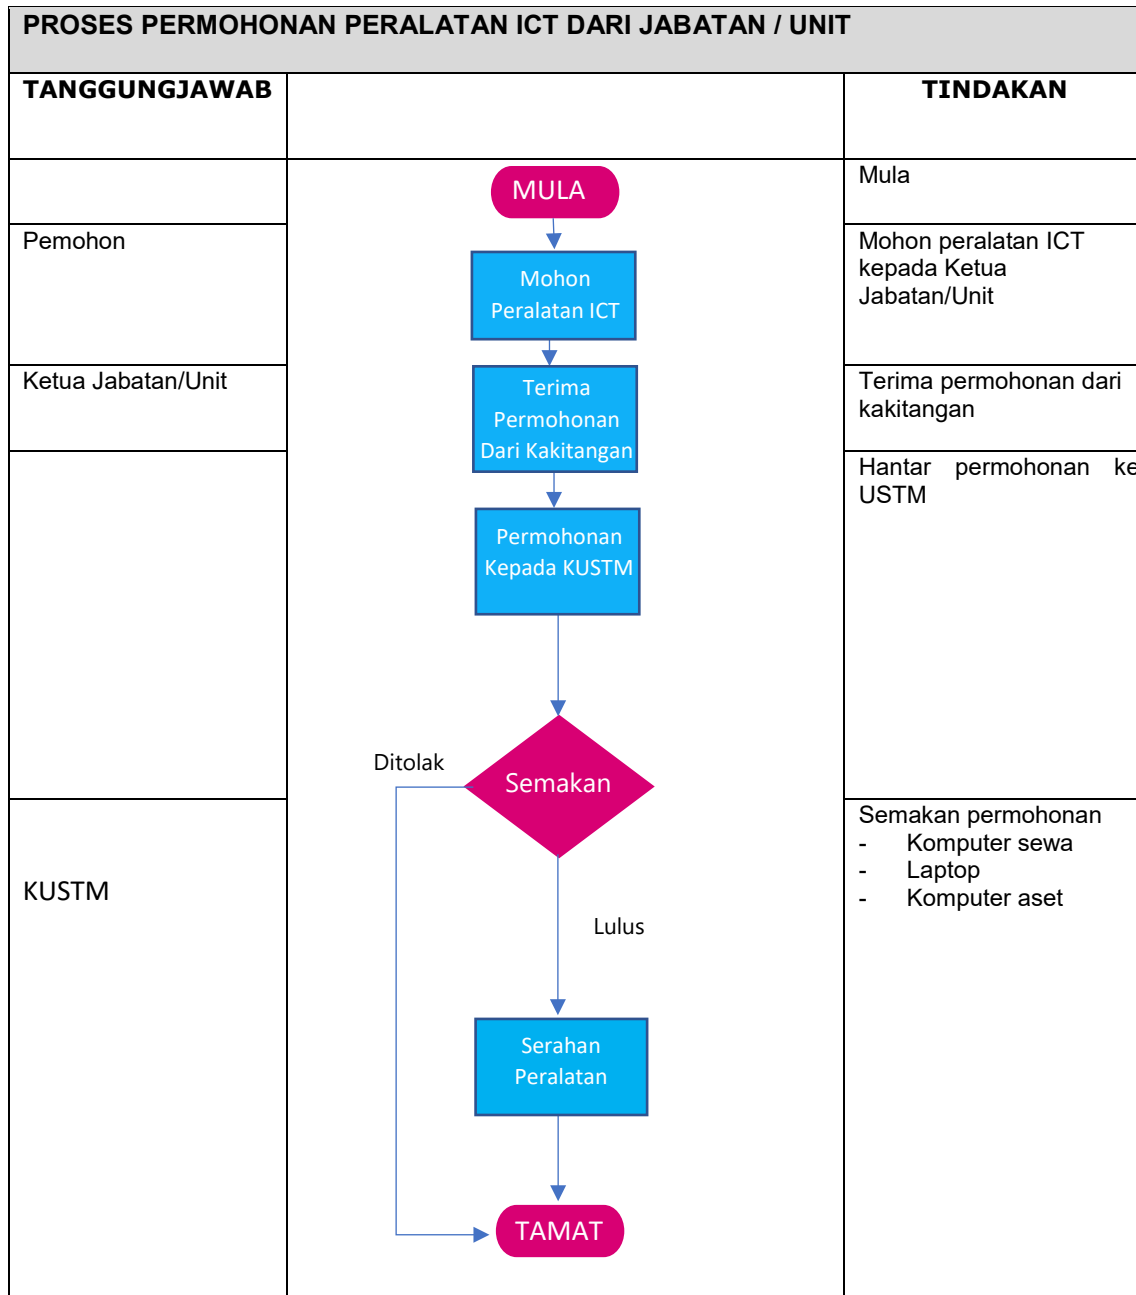 PROSES PERMOHONAN PERALATAN ICT DARI JABATAN / UNIT
TANGGUNGJAWAB
TINDAKAN
MULA
Mula
Pemohon
Mohon
Peralatan ICT
Mohon peralatan ICT
kepada Ketua
Jabatan/Unit
Ketua Jabatan/Unit
Terima
Permohonan
Dari Kakitangan
Terima permohonan dari
kakitangan
Permohonan
Kepada KUSTM
Hantar permohonan ke
USTM
Ditolak
Semakan
KUSTM
Semakan permohonan
- Komputer sewa
- Laptop
- Komputer aset
Lulus
Serahan
Peralatan
TAMAT